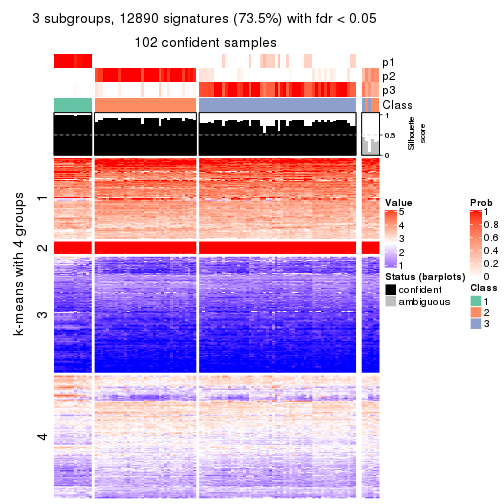 3 subgroups, 12890 signatures (73.5%) with fdr < 0.05
102 confident samples
p1
p2
p3
Class
1
0.5
0
Silhouette
score
k-means with 4 groups
1
2
3
4
Value
5
4
3
2
1
Status (barplots)
confident
ambiguous
Prob
1
0.8
0.6
0.4
0.2
0
Class
1
2
3